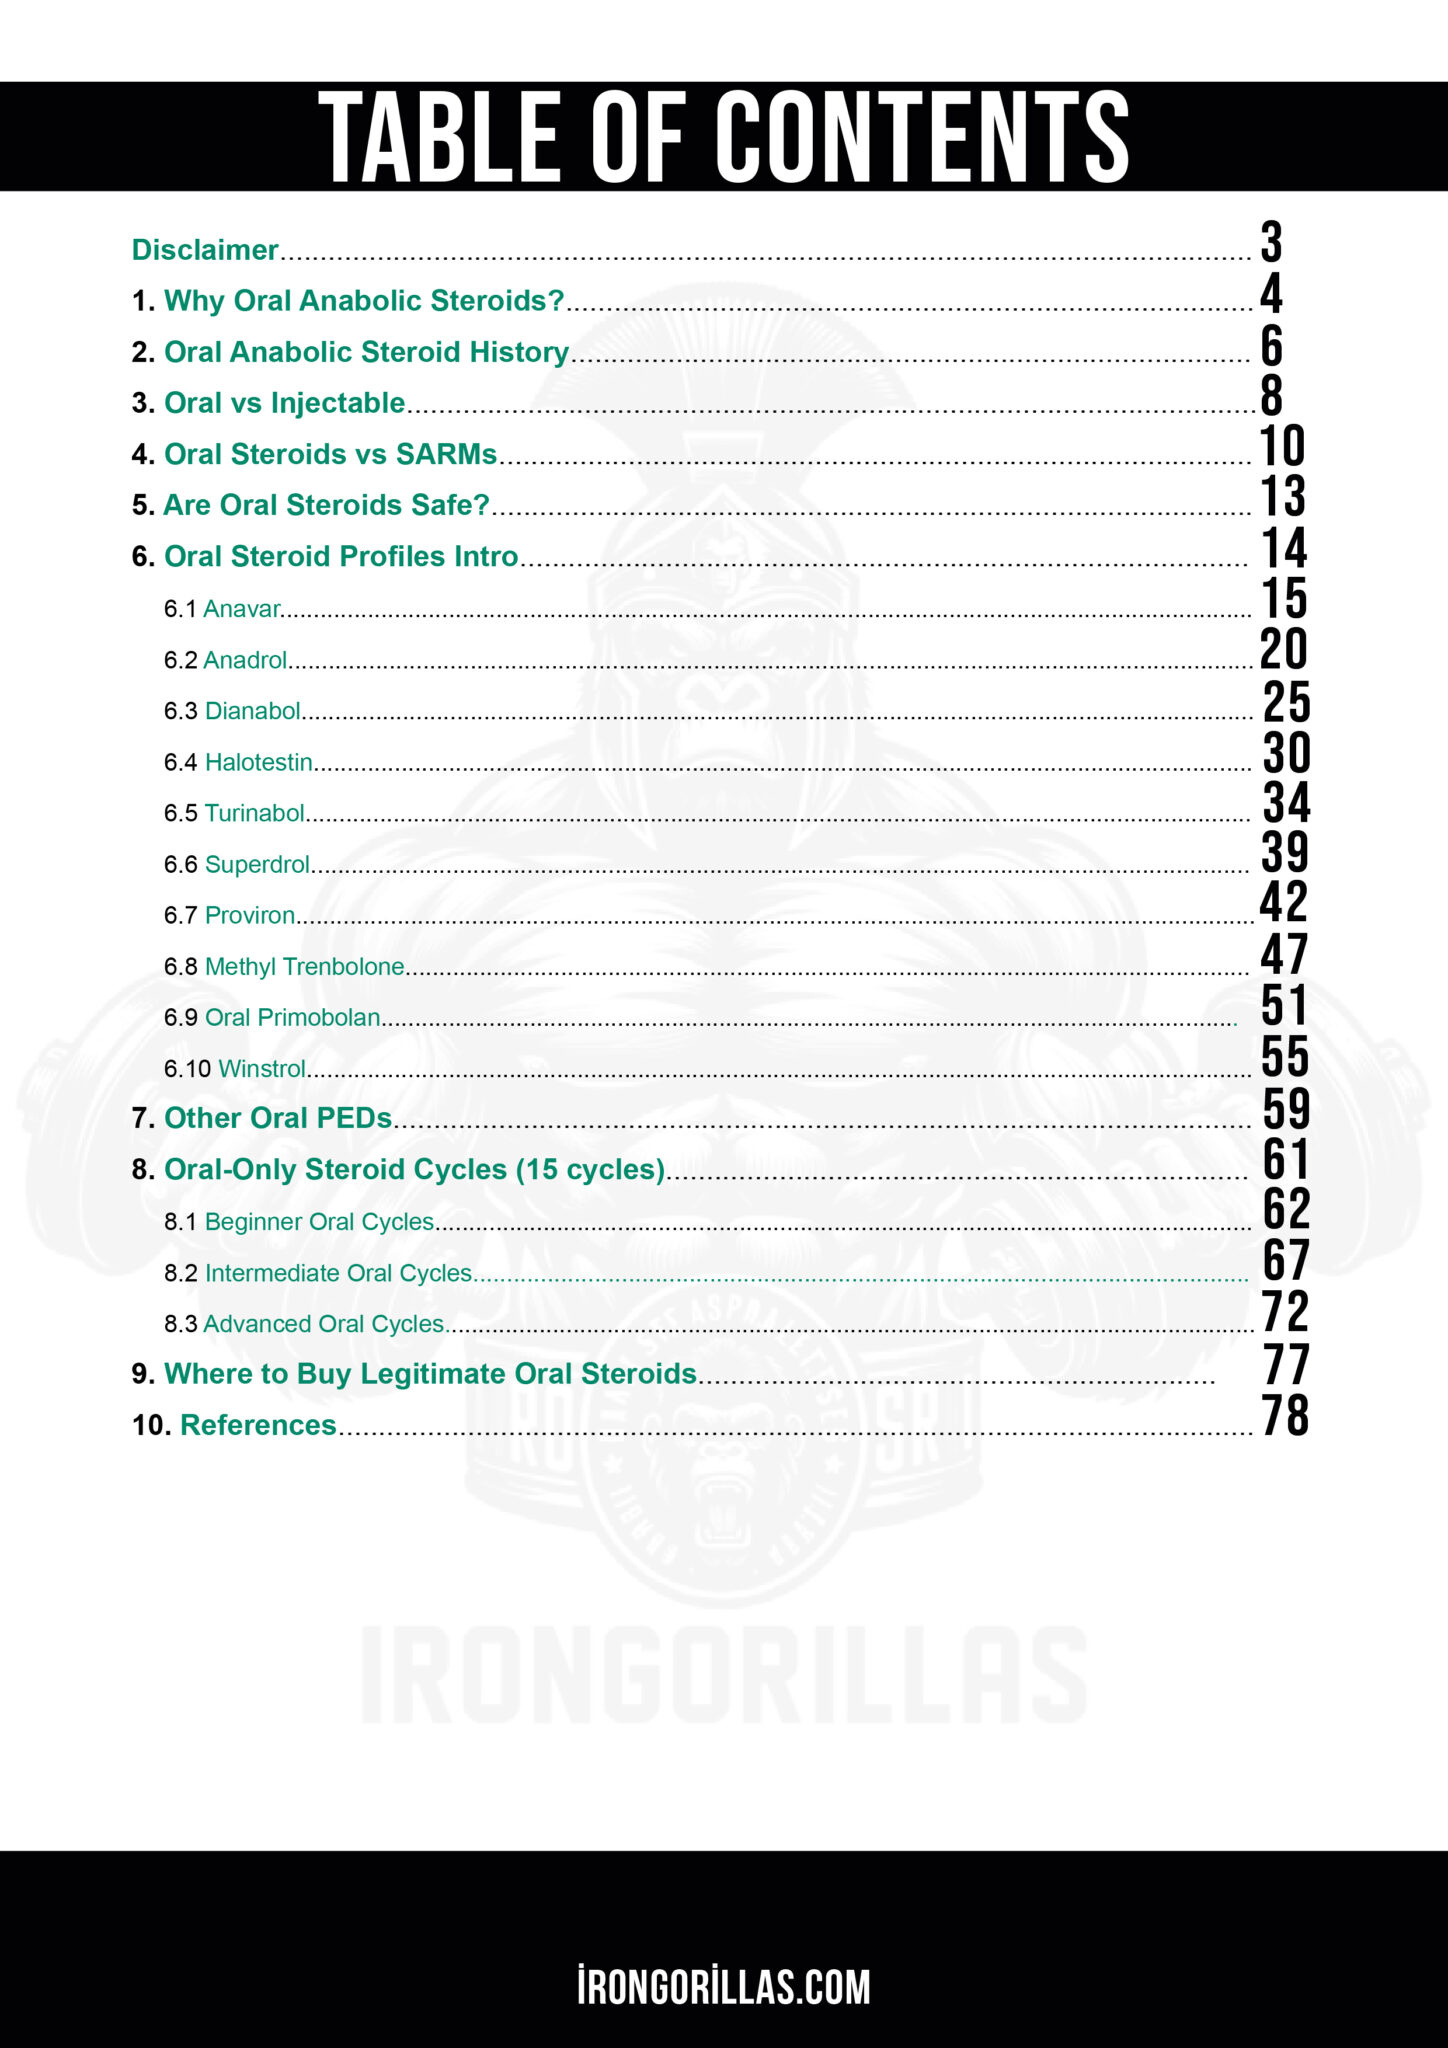 TABLE OF CONTENTS
Disclaimer 3
1. Why Oral Anabolic Steroids? 4
2. Oral Anabolic Steroid History 6
3. Oral vs Injectable 8
4. Oral Steroids vs SARMs 10
5. Are Oral Steroids Safe? 13
6. Oral Steroid Profiles Intro 14
6.1 Anavar 15
6.2 Anadrol 20
6.3 Dianabol 25
6.4 Halotestin 30
6.5 Turinabol 34
6.6 Superdrol 39
6.7 Proviron 42
6.8 Methyl Trenbolone 47
6.9 Oral Primobolan 51
6.10 Winstrol 55
7. Other Oral PEDs 59
8. Oral-Only Steroid Cycles (15 cycles) 61
8.1 Beginner Oral Cycles 62
8.2 Intermediate Oral Cycles 67
8.3 Advanced Oral Cycles 72
9. Where to Buy Legitimate Oral Steroids 77
10. References 78
IRONGORILLAS
İRONGORİLLAS.COM